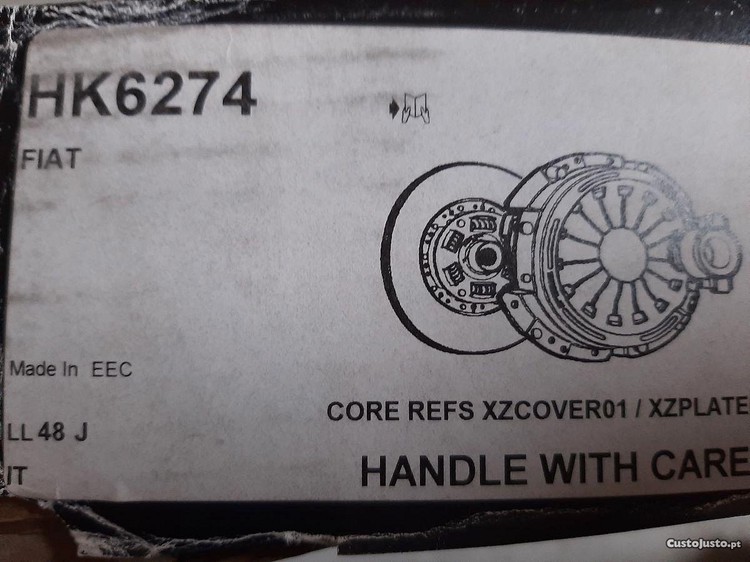 HK6274
FIAT
Made In EEC
CORE REFS XZCOVER01 / XZPLATE
LL 48 J
HANDLE WITH CARE
IT
CustoJusto.pt